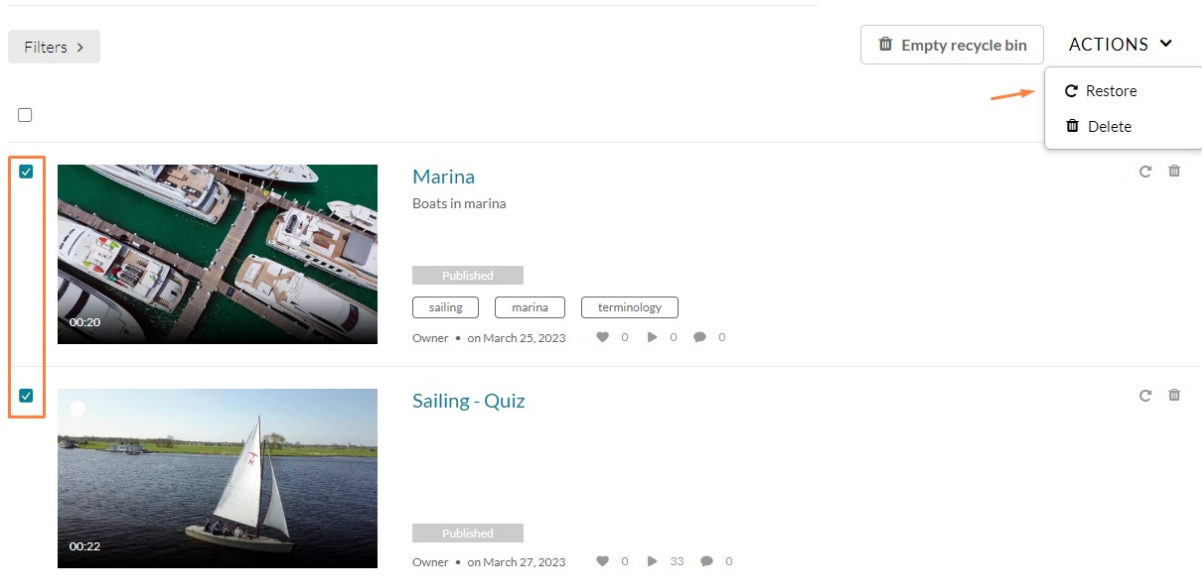 Filters >
Empty recycle bin
ACTIONS
Restore
Delete
Marina
Boats in marina
Published
sailing marina terminology
00:20
Owner • on March 25, 2023 0 0 0
Sailing - Quiz
Published
00:22
Owner • on March 27, 2023 0 33 0